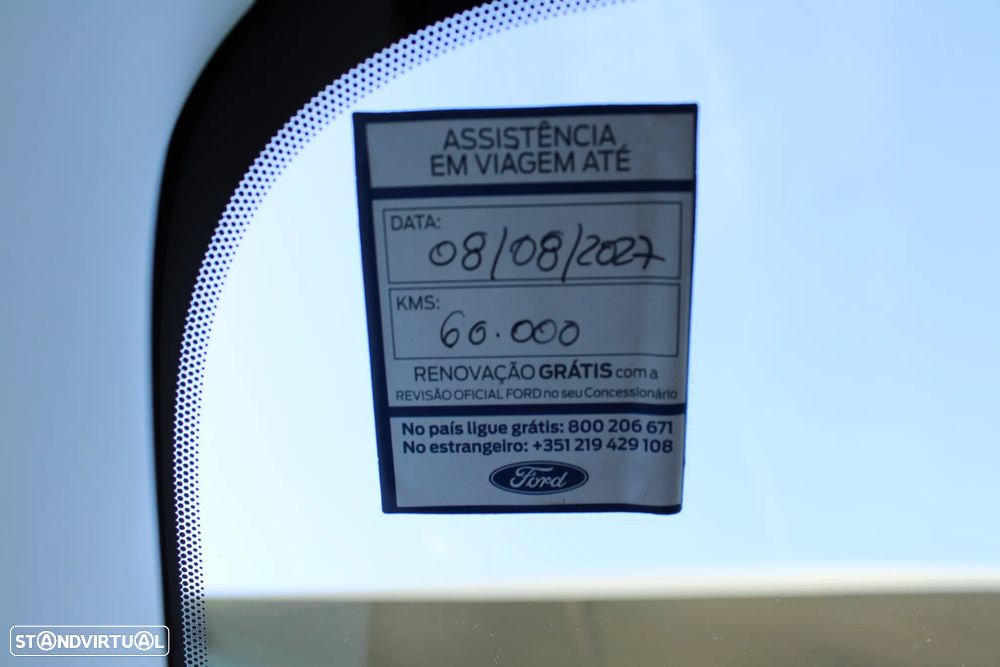 ASSISTÊNCIA
EM VIAGEM ATÉ
DATA:
08/08/2027
KMS:
60.000
RENOVAÇÃO GRÁTIS com a
REVISÃO OFICIAL FORD no seu Concessionário
No país ligue grátis: 800 206 671
No estrangeiro: +351 219 429 108
Ford
STANDVIRTUAL